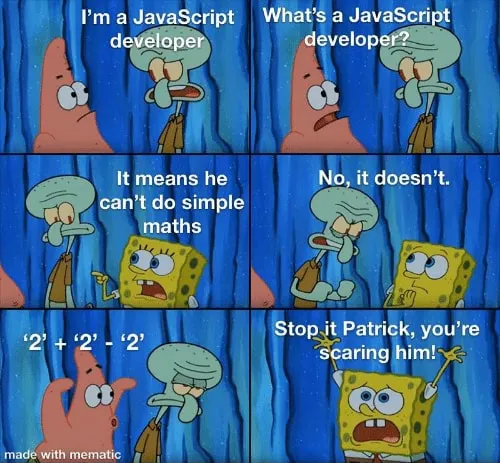 I'm a JavaScript
developer
What's a JavaScript
developer?
It means he
can't do simple
maths
No, it doesn't.
‘2’ + ‘2’ - ‘2’
Stop it Patrick, you're
scaring him!
made with mematic